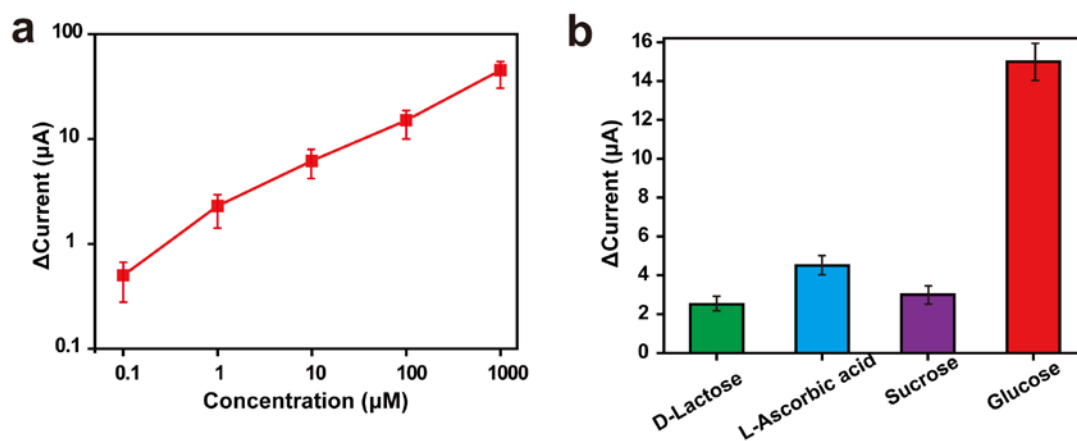 a
100
10
1
0.1
ΔCurrent (μA)
0.1 1 10 100 1000
Concentration (μM)
b
16
14
12
10
8
6
4
2
0
ΔCurrent (μA)
D-Lactose
L-Ascorbic acid
Sucrose
Glucose